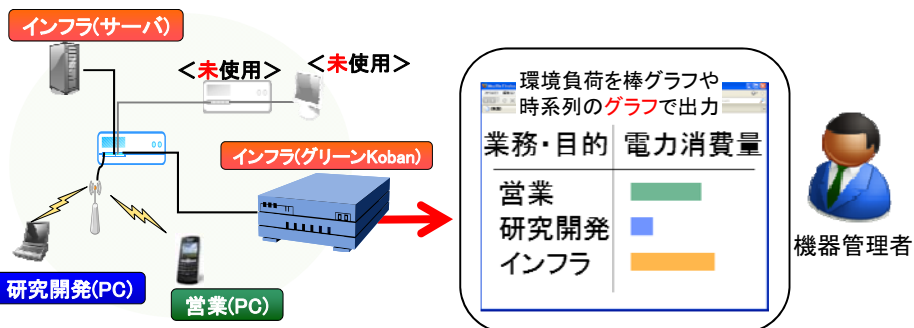 インフラ(サーバ)
＜未使用＞
＜未使用＞
インフラ(グリーンKoban)
研究開発(PC)
営業(PC)
環境負荷を棒グラフや
時系列のグラフで出力
業務・目的 電力消費量
営業
研究開発
インフラ
機器管理者